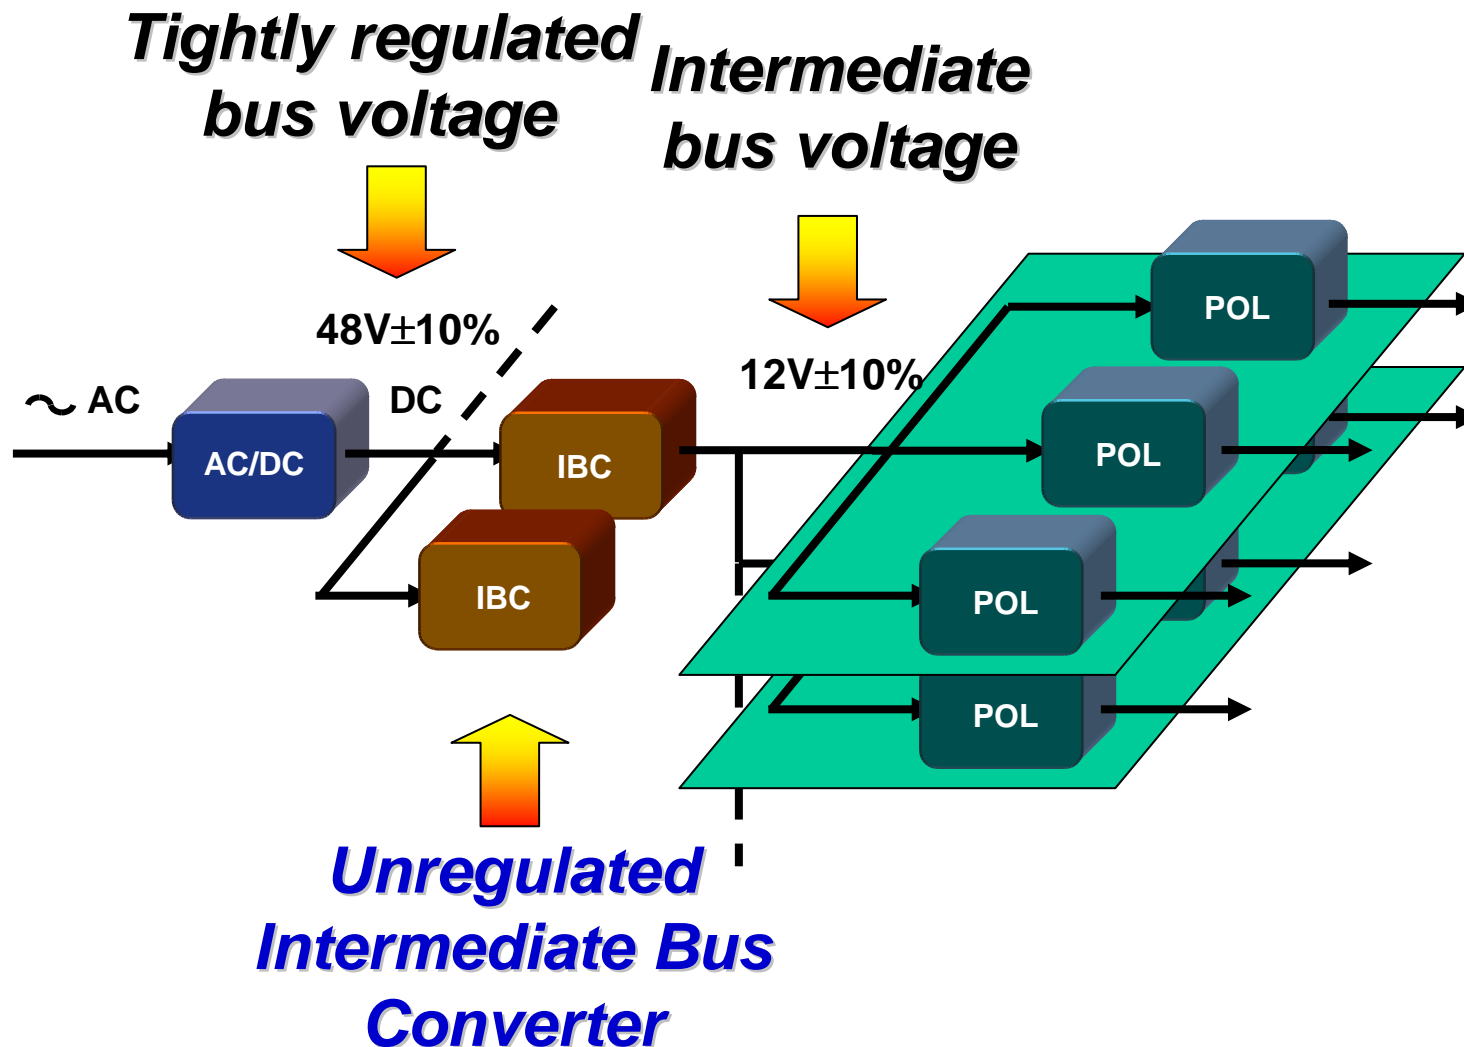 Tightly regulated
bus voltage
Intermediate
bus voltage
48V±10%
12V±10%
AC
DC
AC/DC
IBC
IBC
POL
POL
POL
POL
Unregulated
Intermediate Bus
Converter